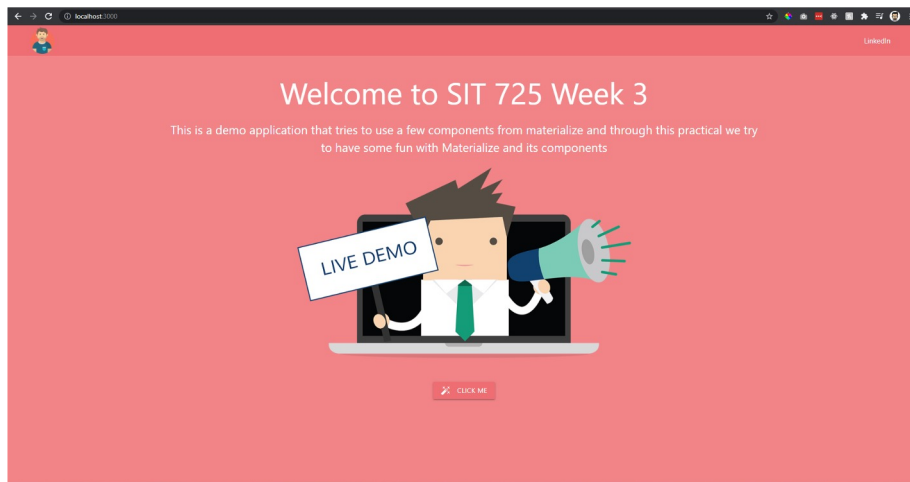 localhost:3000
LinkedIn
Welcome to SIT 725 Week 3
This is a demo application that tries to use a few components from materialize and through this practical we try
to have some fun with Materialize and its components
LIVE DEMO
CLICK ME